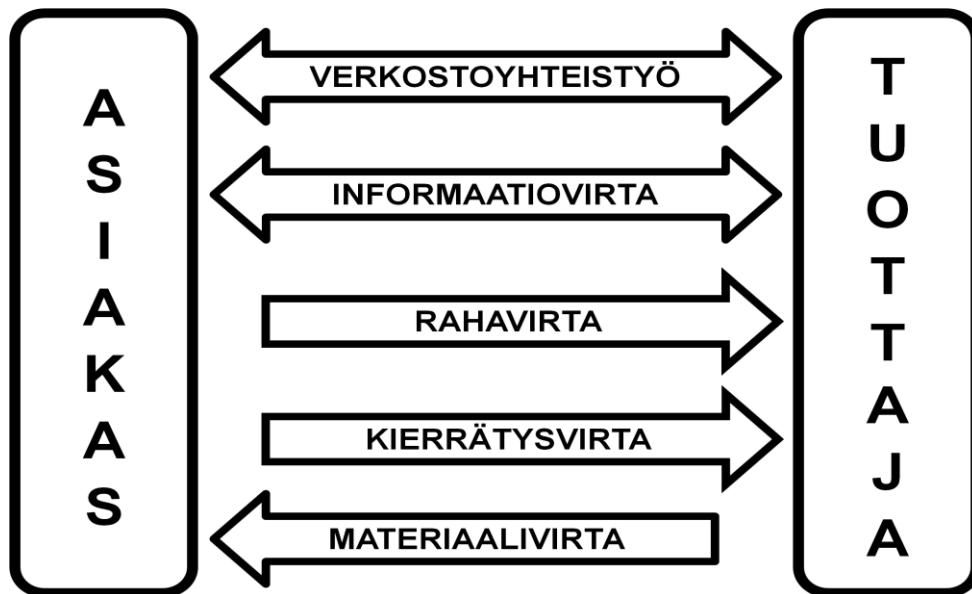 ASIAKAS
VERKOSTOYHTEISTYÖ
INFORMAATIOVIRTA
RAHAVIRTA
KIERRÄTYSVIRTA
MATERIAALIVIRTA
TUOTTAJA